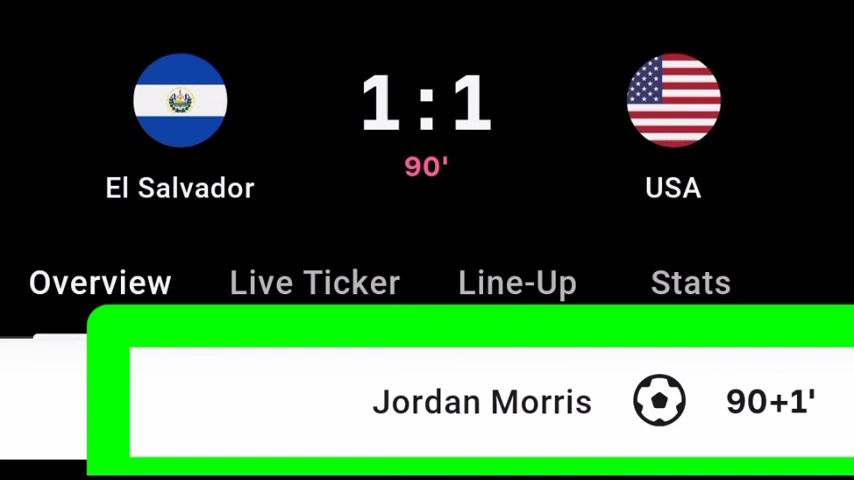 1:1
90'
El Salvador
USA
Overview Live Ticker Line-Up Stats
Jordan Morris 90+1'